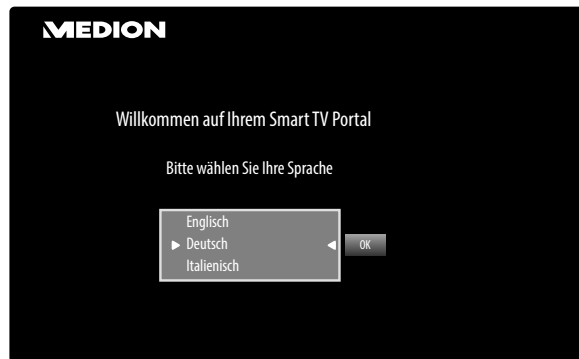 MEDION
Willkommen auf Ihrem Smart TV Portal
Bitte wählen Sie Ihre Sprache
Englisch
Deutsch OK
Italienisch